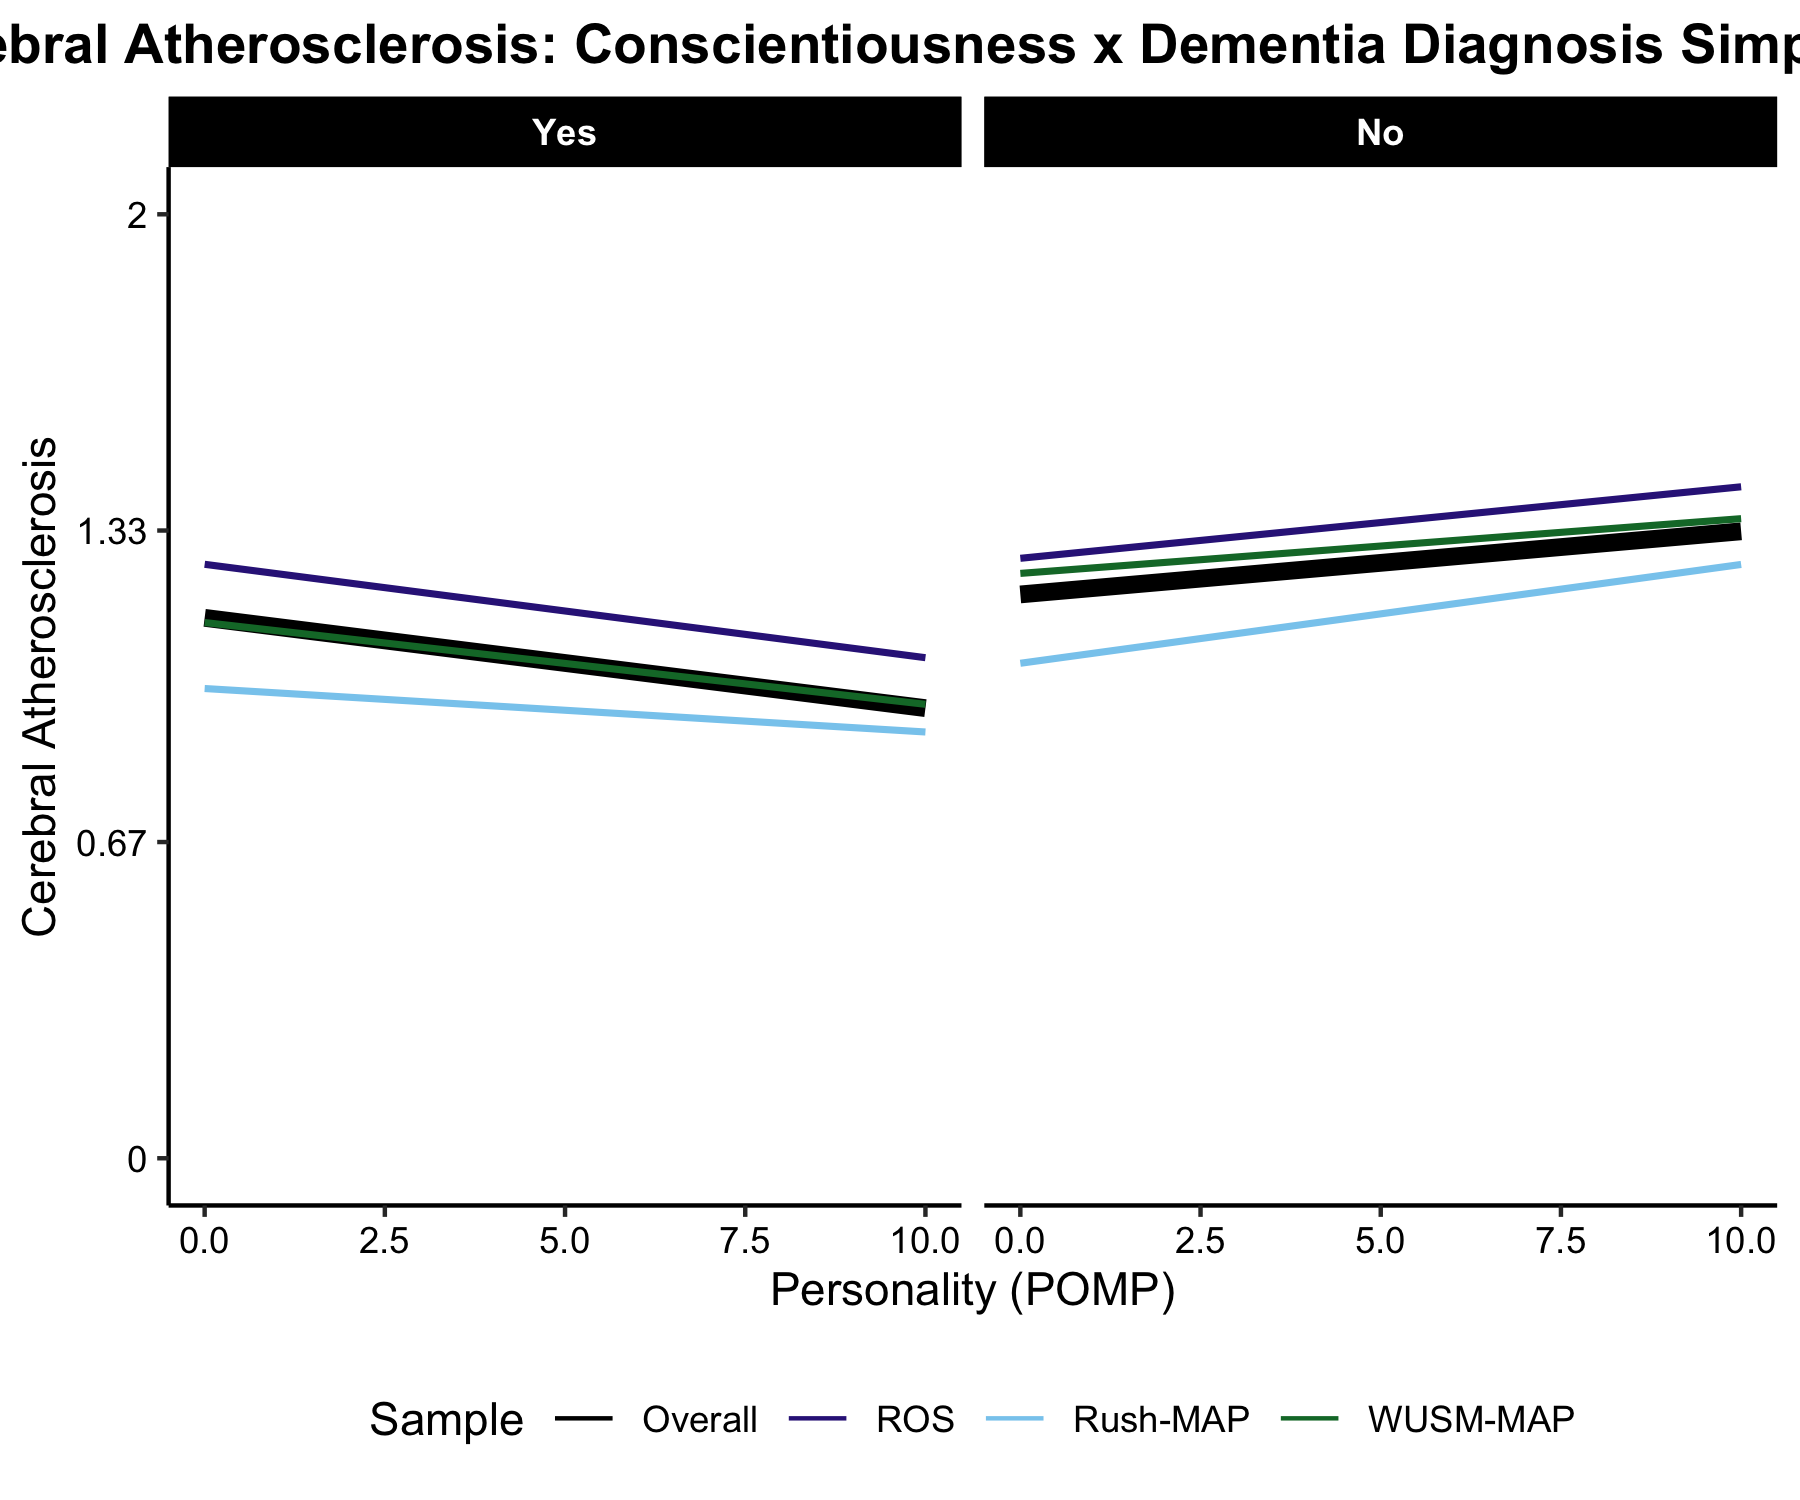 ebral Atherosclerosis: Conscientiousness x Dementia Diagnosis Simp
Yes
No
Cerebral Atherosclerosis
2
1.33
0.67
0
0.0 2.5 5.0 7.5 10.0
0.0 2.5 5.0 7.5 10.0
Personality (POMP)
Sample Overall ROS Rush-MAP WUSM-MAP